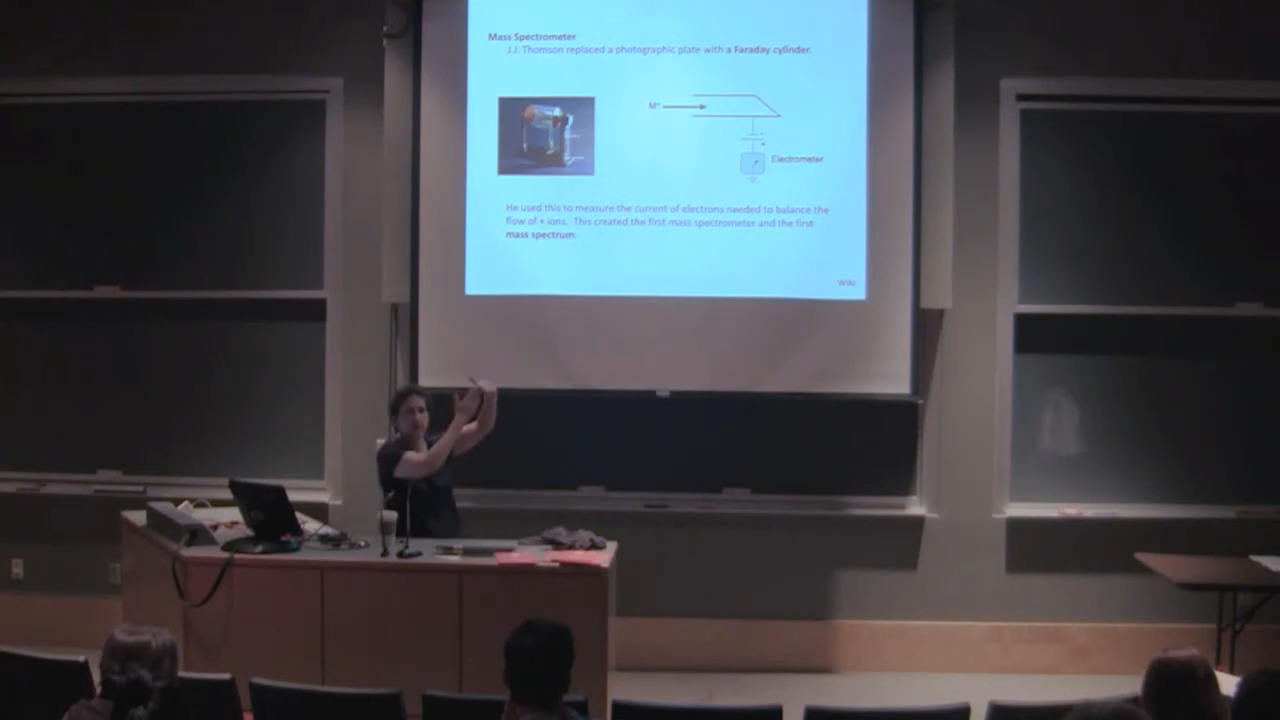 Mass Spectrometer
J.J. Thomson replaced a photographic plate with a Faraday cylinder.
M⁺
Electrometer
He used this to measure the current of electrons needed to balance the
flow of + ions. This created the first mass spectrometer and the first
mass spectrum.
Wiki